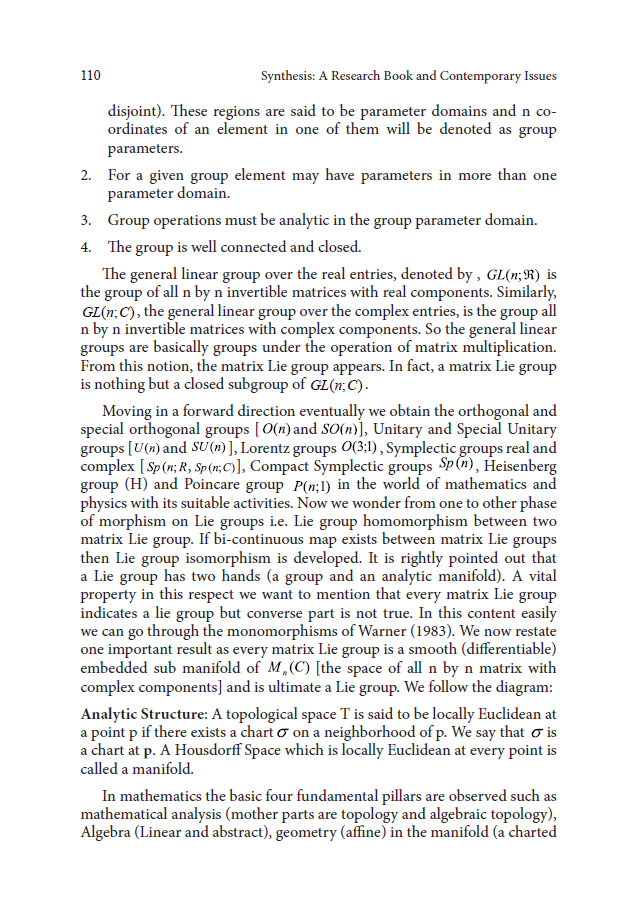 110 Synthesis: A Research Book and Contemporary Issues
disjoint). These regions are said to be parameter domains and n co-
ordinates of an element in one of them will be denoted as group
parameters.
2. For a given group element may have parameters in more than one
parameter domain.
3. Group operations must be analytic in the group parameter domain.
4. The group is well connected and closed.
The general linear group over the real entries, denoted by , GL(n;ℜ) is
the group of all n by n invertible matrices with real components. Similarly,
GL(n;C), the general linear group over the complex entries, is the group all
n by n invertible matrices with complex components. So the general linear
groups are basically groups under the operation of matrix multiplication.
From this notion, the matrix Lie group appears. In fact, a matrix Lie group
is nothing but a closed subgroup of GL(n;C).
Moving in a forward direction eventually we obtain the orthogonal and
special orthogonal groups [ O(n) and SO(n)], Unitary and Special Unitary
groups [U(n) and SU(n)], Lorentz groups O(3;1) , Symplectic groups real and
complex [ Sp(n;R, Sp(n;C)], Compact Symplectic groups Sp(n), Heisenberg
group (H) and Poincare group P(n;1) in the world of mathematics and
physics with its suitable activities. Now we wonder from one to other phase
of morphism on Lie groups i.e. Lie group homomorphism between two
matrix Lie group. If bi-continuous map exists between matrix Lie groups
then Lie group isomorphism is developed. It is rightly pointed out that
a Lie group has two hands (a group and an analytic manifold). A vital
property in this respect we want to mention that every matrix Lie group
indicates a lie group but converse part is not true. In this content easily
we can go through the monomorphisms of Warner (1983). We now restate
one important result as every matrix Lie group is a smooth (differentiable)
embedded sub manifold of Mₙ(C) [the space of all n by n matrix with
complex components] and is ultimate a Lie group. We follow the diagram:
Analytic Structure: A topological space T is said to be locally Euclidean at
a point p if there exists a chart σ on a neighborhood of p. We say that σ is
a chart at p. A Housdorff Space which is locally Euclidean at every point is
called a manifold.
In mathematics the basic four fundamental pillars are observed such as
mathematical analysis (mother parts are topology and algebraic topology),
Algebra (Linear and abstract), geometry (affine) in the manifold (a charted